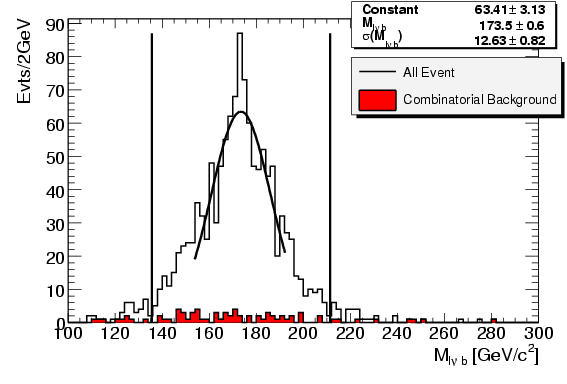 Constant 63.41 ± 3.13
M_lνb 173.5 ± 0.6
σ(M_lνb) 12.63 ± 0.82
All Event
Combinatorial Background
Evts/2GeV
90
80
70
60
50
40
30
20
10
0
100 120 140 160 180 200 220 240 260 280 300
M_lν b [GeV/c²]